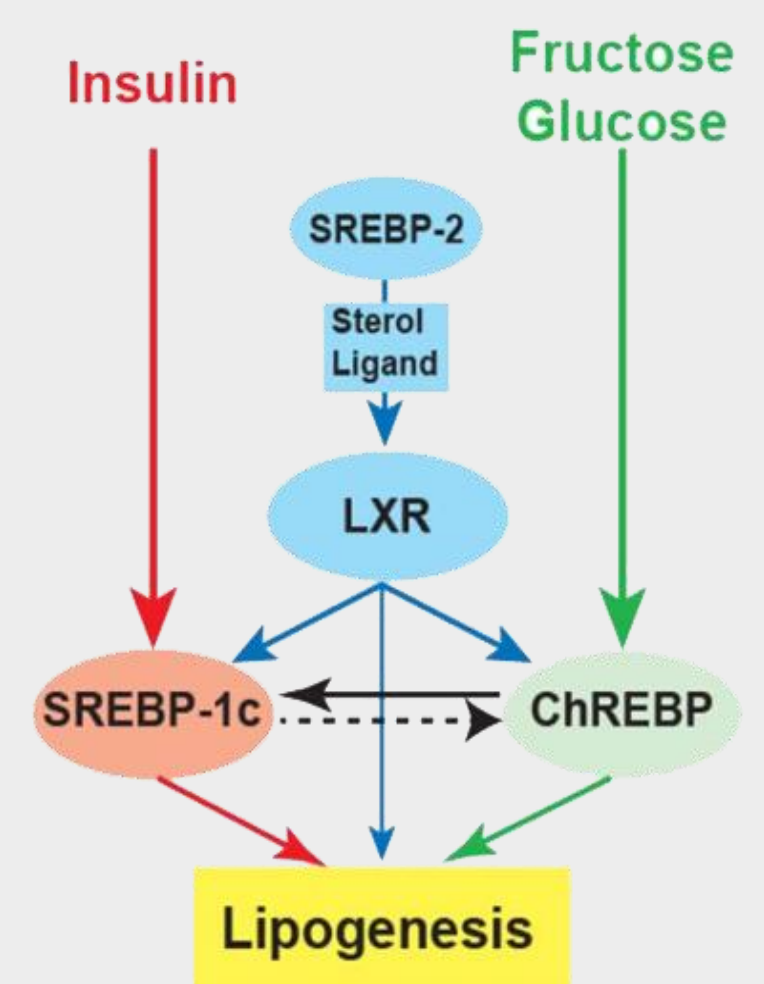 Insulin
Fructose
Glucose
SREBP-2
Sterol
Ligand
LXR
SREBP-1c
ChREBP
Lipogenesis